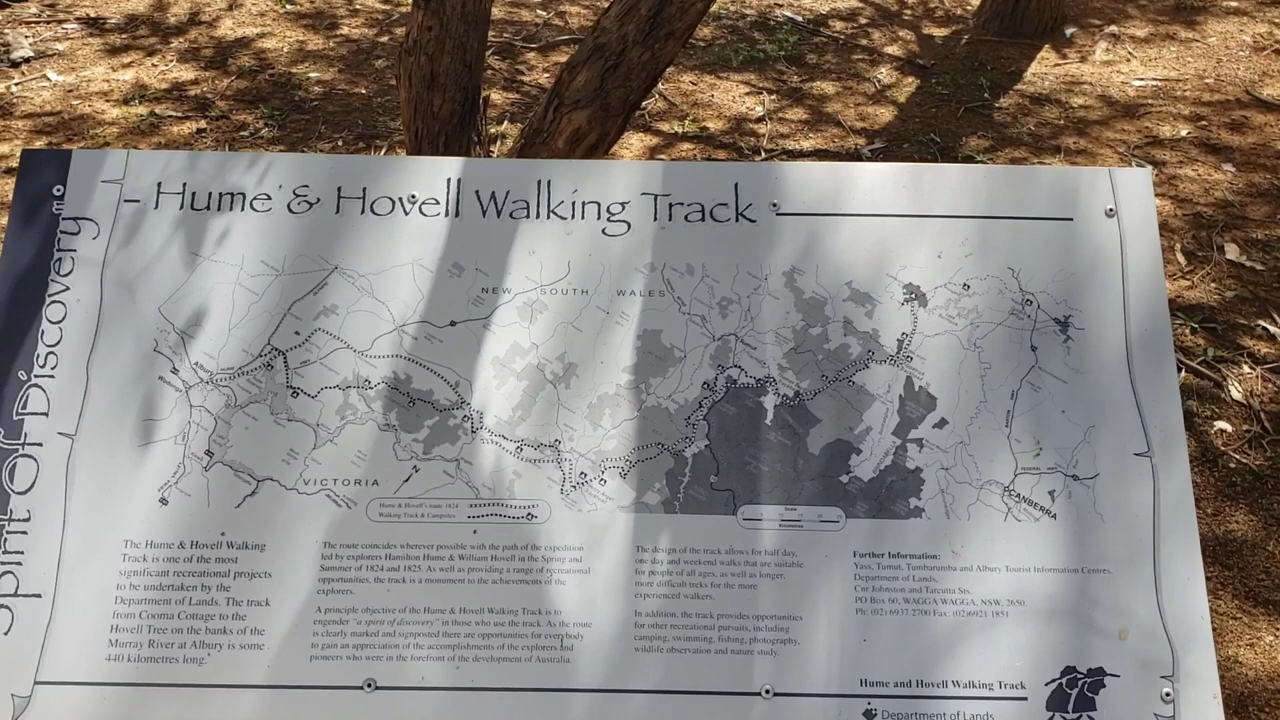 Spirit Of Discovery
Hume & Hovell Walking Track
NEW SOUTH WALES
Albury
VICTORIA
CANBERRA
Hume & Hovell's route 1824
Walking Track & Campsites
Scale
Kilometres
The Hume & Hovell Walking
Track is one of the most
significant recreational projects
to be undertaken by the
Department of Lands. The track
from Cooma Cottage to the
Hovell Tree on the banks of the
Murray River at Albury is some
440 kilometres long.
The route coincides wherever possible with the path of the expedition
led by explorers Hamilton Hume & William Hovell in the Spring and
Summer of 1824 and 1825. As well as providing a range of recreational
opportunities, the track is a monument to the achievements of the
explorers.
A principle objective of the Hume & Hovell Walking Track is to
engender "a spirit of discovery" in those who use the track. As the route
is clearly marked and signposted there are opportunities for everybody
to gain an appreciation of the accomplishments of the explorers and
pioneers who were in the forefront of the development of Australia.
The design of the track allows for half day,
one day and weekend walks that are suitable
for people of all ages, as well as longer,
more difficult treks for the more
experienced walkers.
In addition, the track provides opportunities
for other recreational pursuits, including
camping, swimming, fishing, photography,
wildlife observation and nature study.
Further Information:
Yass, Tumut, Tumbarumba and Albury Tourist Information Centres.
Department of Lands,
Cnr Johnston and Tarcutta Sts.
PO Box 60, WAGGA WAGGA, NSW, 2650.
Ph: (02) 6937 2700 Fax: (02)6921 1851
Hume and Hovell Walking Track
Department of Lands